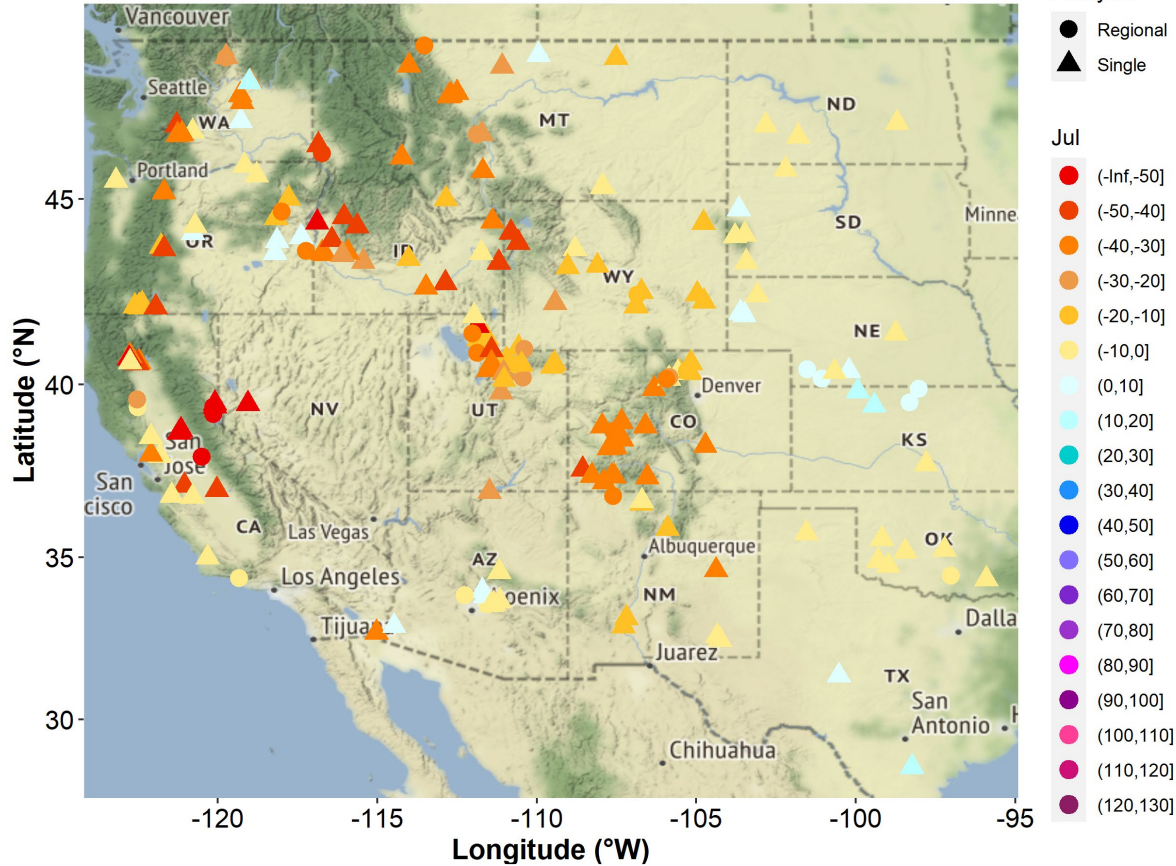 Vancouver
Seattle
WA
Portland
OR
ID
MT
ND
SD
Minne
WY
NE
NV
UT
Denver
CO
KS
San
Jose
San
cisco
CA
Las Vegas
Los Angeles
AZ
oenix
Albuquerque
NM
OK
Dalla
Tijua
Juarez
TX
San
Antonio
H
Chihuahua
45
40
35
30
Latitude (°N)
-120
-115
-110
-105
-100
-95
Longitude (°W)
Regional
Single
Jul
(-Inf,-50]
(-50,-40]
(-40,-30]
(-30,-20]
(-20,-10]
(-10,0]
(0,10]
(10,20]
(20,30]
(30,40]
(40,50]
(50,60]
(60,70]
(70,80]
(80,90]
(90,100]
(100,110]
(110,120]
(120,130]